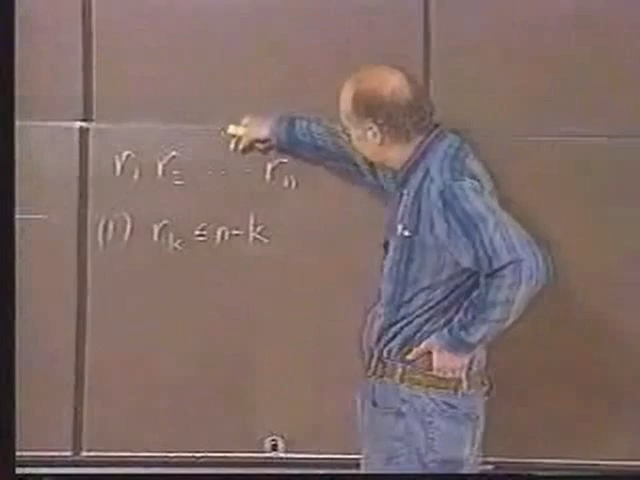 r₁ r₂ ... rₙ
(1) rₖ ≤ n-k